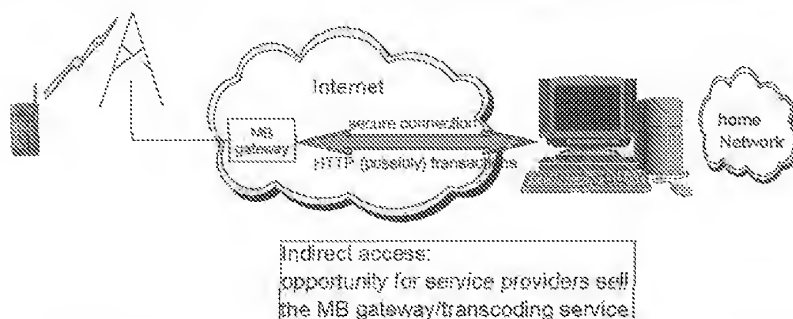 Internet
MB
gateway
secure connection
HTTP (possibly) transactions
home
Network
Indirect access:
opportunity for service providers sell
the MB gateway/transcoding service